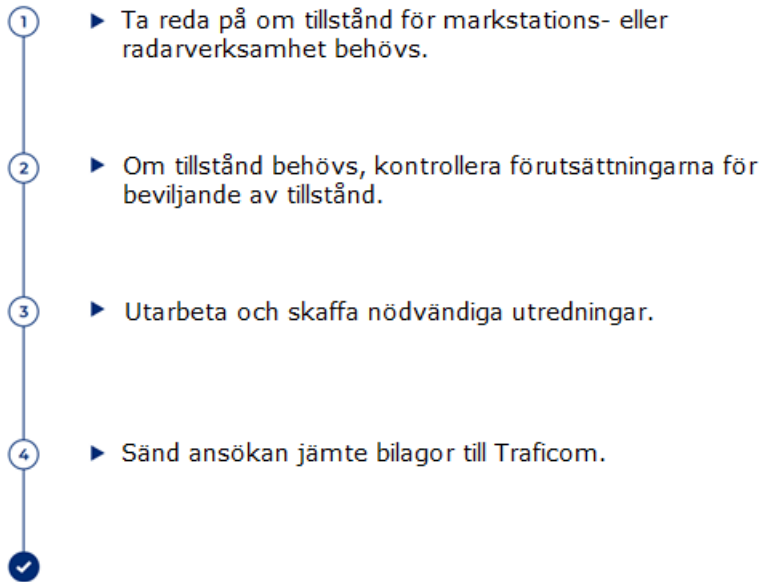 1 ▶ Ta reda på om tillstånd för markstations- eller
radarverksamhet behövs.
2 ▶ Om tillstånd behövs, kontrollera förutsättningarna för
beviljande av tillstånd.
3 ▶ Utarbeta och skaffa nödvändiga utredningar.
4 ▶ Sänd ansökan jämte bilagor till Traficom.